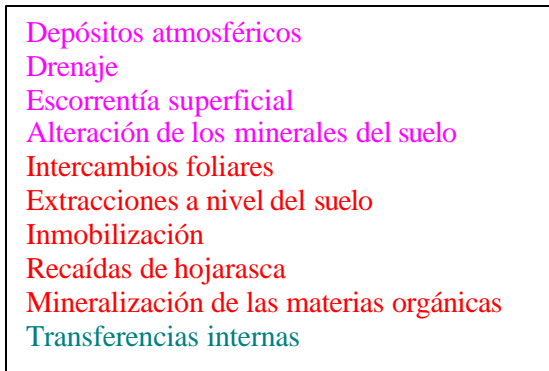 Depósitos atmosféricos
Drenaje
Escorrentía superficial
Alteración de los minerales del suelo
Intercambios foliares
Extracciones a nivel del suelo
Inmobilización
Recaídas de hojarasca
Mineralización de las materias orgánicas
Transferencias internas